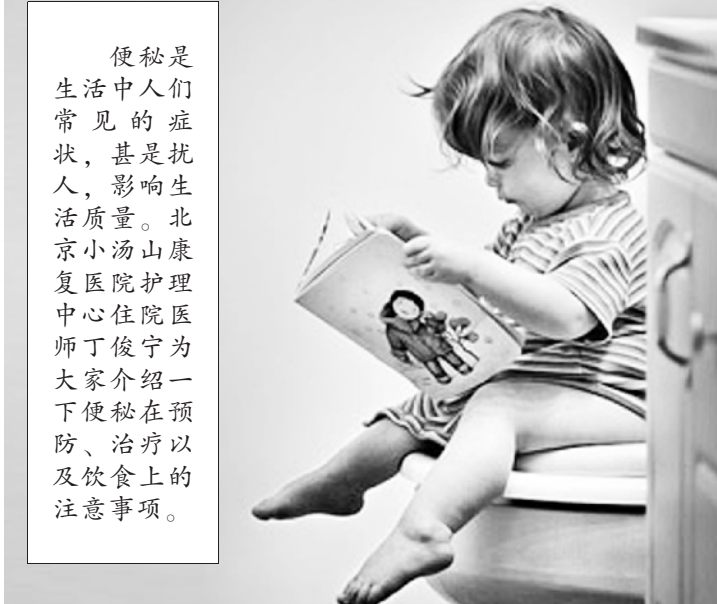 便秘是
生活中人们
常见的症
状，甚是扰
人，影响生
活质量。北
京小汤山康
复医院护理
中心住院医
师丁俊宁为
大家介绍一
下便秘在预
防、治疗以
及饮食上的
注意事项。